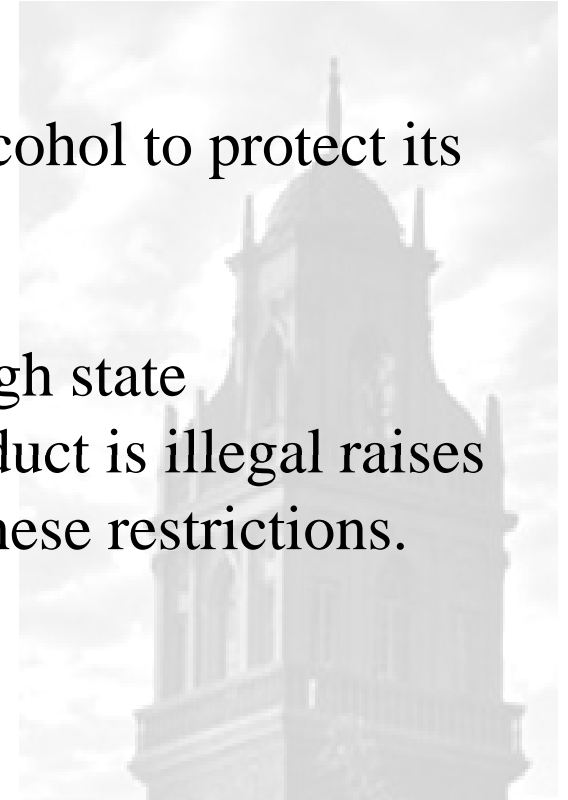 cohol to protect its
gh state
duct is illegal raises
hese restrictions.